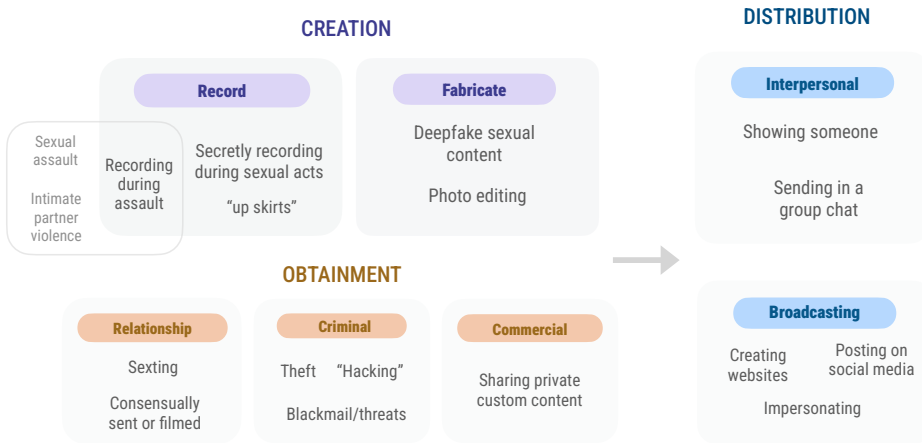 CREATION
Record
Sexual
assault
Intimate
partner
violence
Recording
during
assault
Secretly recording
during sexual acts
“up skirts”
Fabricate
Deepfake sexual
content
Photo editing
OBTAINMENT
Relationship
Sexting
Consensually
sent or filmed
Criminal
Theft “Hacking”
Blackmail/threats
Commercial
Sharing private
custom content
DISTRIBUTION
Interpersonal
Showing someone
Sending in a
group chat
Broadcasting
Creating
websites
Posting on
social media
Impersonating